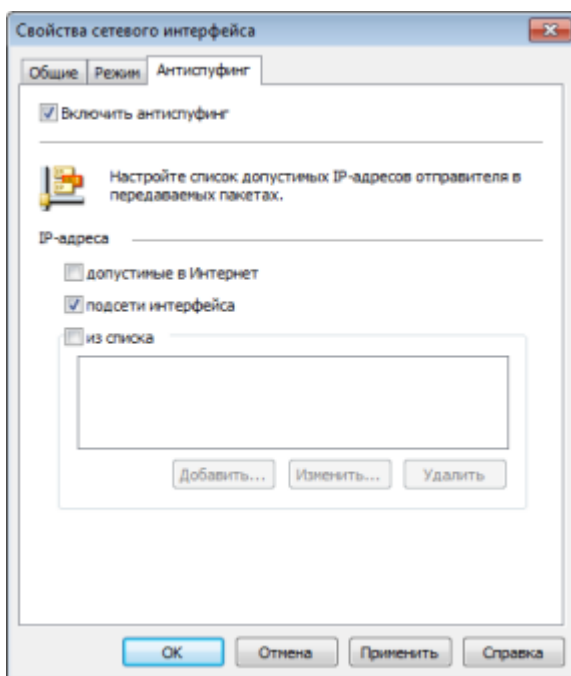 Свойства сетевого интерфейса
Общие Режим Антиспуфинг
Включить антиспуфинг
Настройте список допустимых IP-адресов отправителя в
передаваемых пакетах.
IP-адреса
допустимые в Интернет
подсети интерфейса
из списка
Добавить... Изменить... Удалить
ОК Отмена Применить Справка